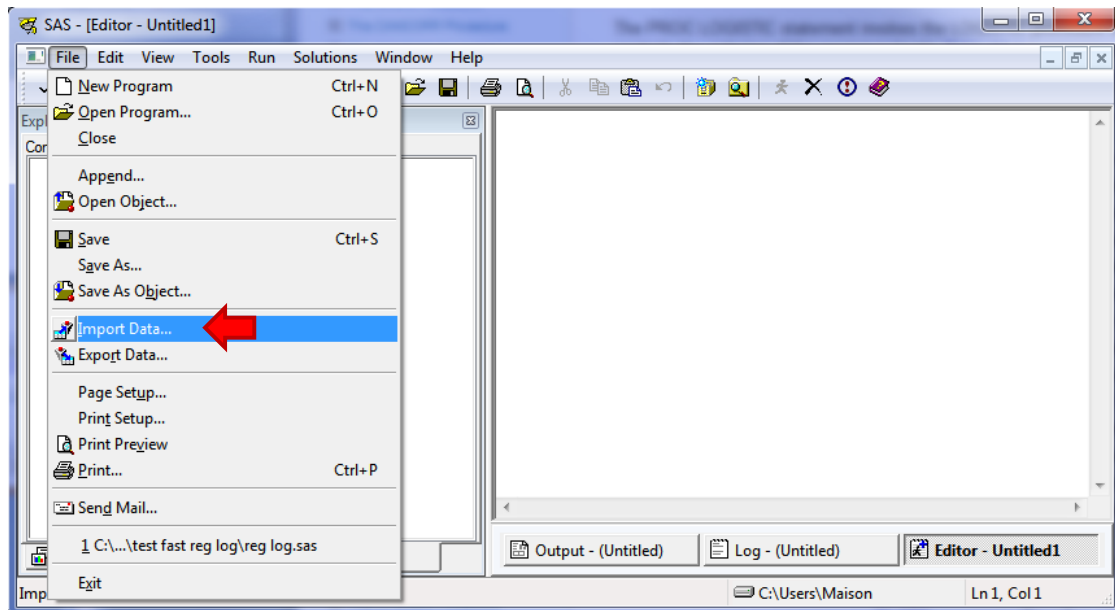 SAS - [Editor - Untitled1]
File Edit View Tools Run Solutions Window Help
New Program Ctrl+N
Open Program... Ctrl+O
Close
Append...
Open Object...
Save Ctrl+S
Save As...
Save As Object...
Import Data...
Export Data...
Page Setup...
Print Setup...
Print Preview
Print... Ctrl+P
Send Mail...
1 C:\...\test fast reg log\reg log.sas
Exit
Expl
Cor
Output - (Untitled) Log - (Untitled) Editor - Untitled1
Imp C:\Users\Maison Ln 1, Col 1